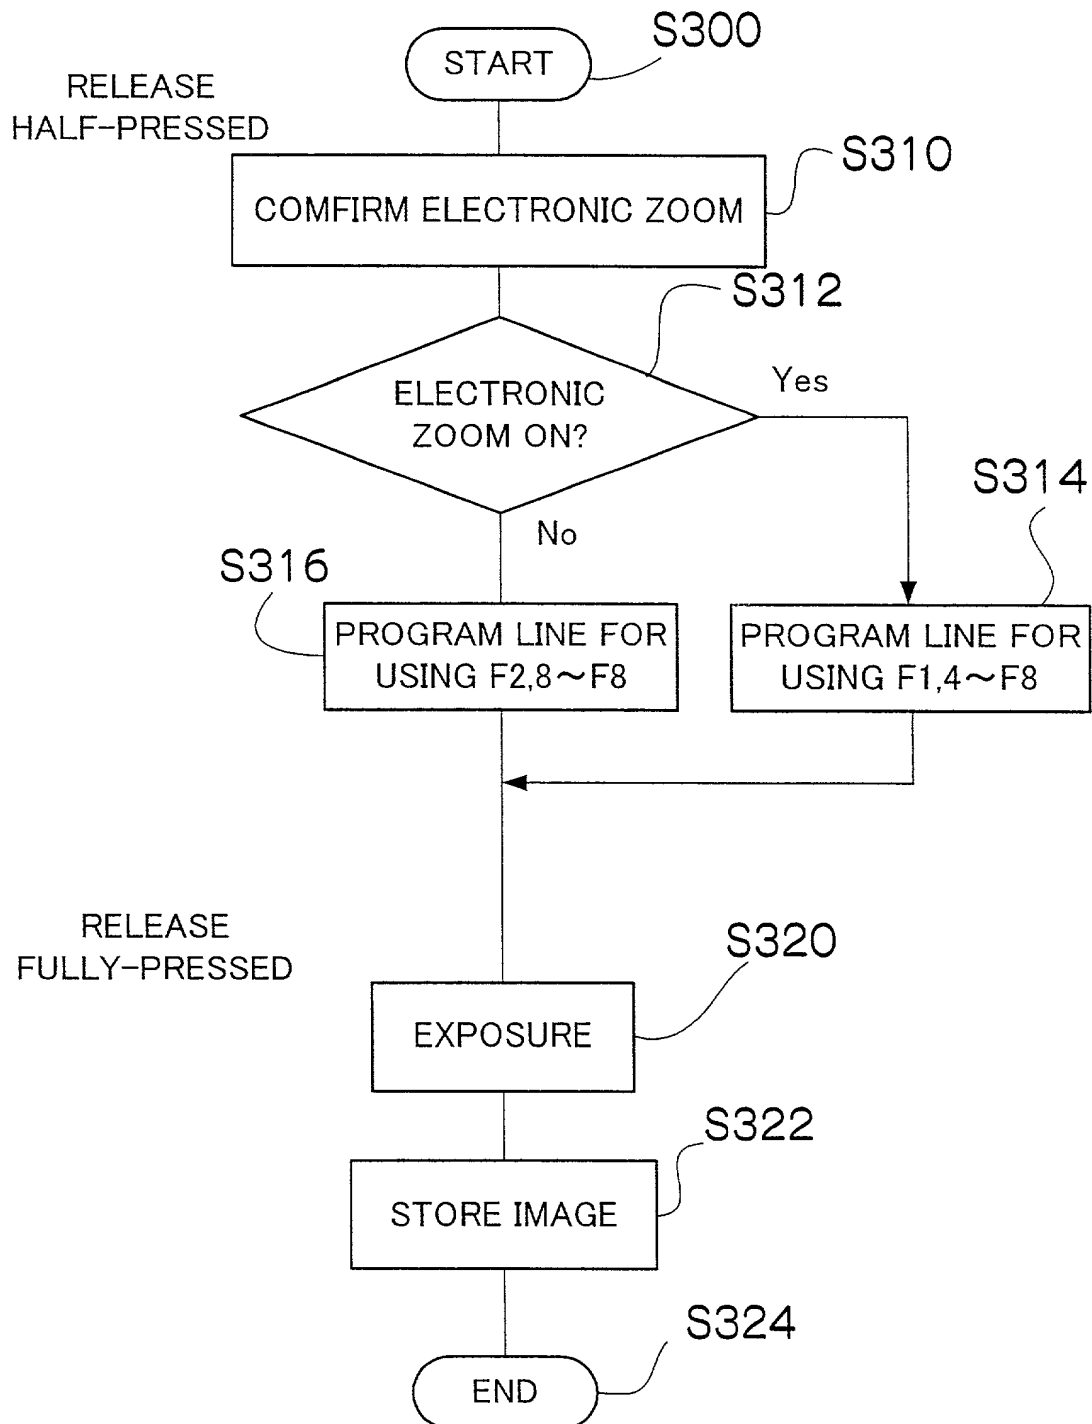 START
S300
RELEASE
HALF-PRESSED
S310
COMFIRM ELECTRONIC ZOOM
S312
ELECTRONIC
ZOOM ON?
Yes
No
S314
S316
PROGRAM LINE FOR
USING F2,8~F8
PROGRAM LINE FOR
USING F1,4~F8
RELEASE
FULLY-PRESSED
S320
EXPOSURE
S322
STORE IMAGE
S324
END